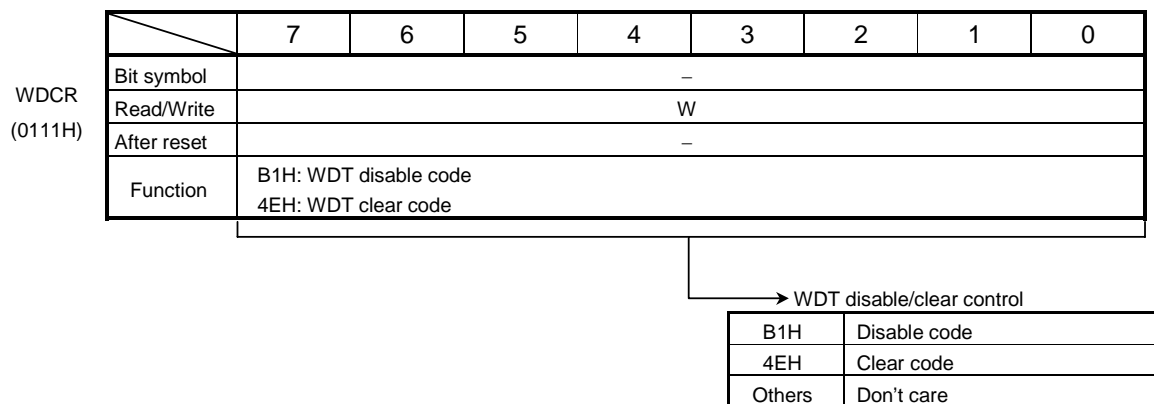 7 6 5 4 3 2 1 0
WDCR
(0111H)
Bit symbol –
Read/Write W
After reset –
Function
B1H: WDT disable code
4EH: WDT clear code
WDT disable/clear control
B1H Disable code
4EH Clear code
Others Don't care